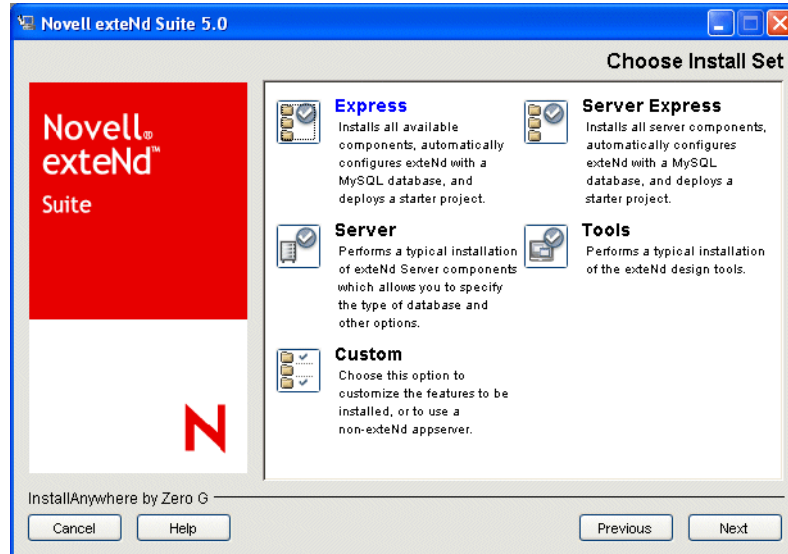 Novell exteNd Suite 5.0
Choose Install Set
Novell®
exteNd™
Suite
Express
Installs all available
components, automatically
configures exteNd with a
MySQL database, and
deploys a starter project.
Server Express
Installs all server components,
automatically configures
exteNd with a MySQL
database, and deploys a
starter project.
Server
Performs a typical installation
of exteNd Server components
which allows you to specify
the type of database and
other options.
Tools
Performs a typical installation
of the exteNd design tools.
Custom
Choose this option to
customize the features to be
installed, or to use a
non-exteNd appserver.
N
InstallAnywhere by Zero G
Cancel Help Previous Next